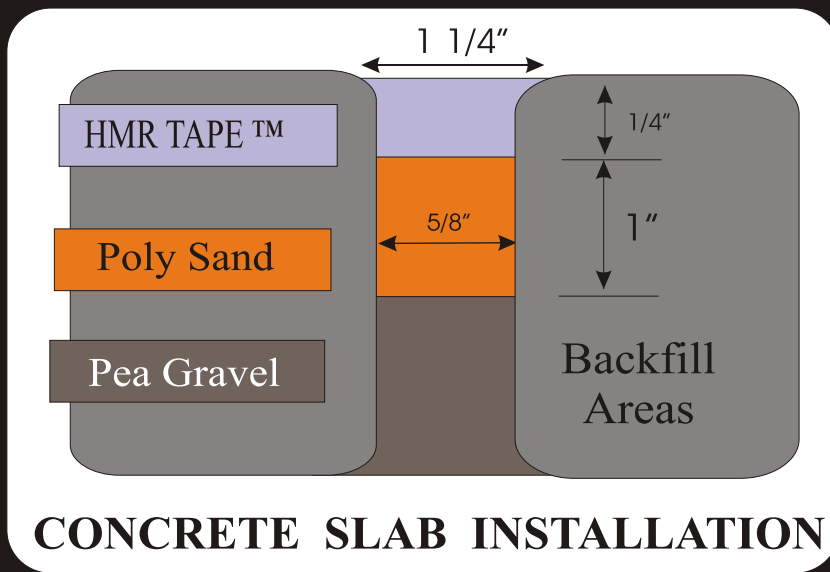 1 1/4"
HMR TAPE ™
1/4"
5/8"
1"
Poly Sand
Pea Gravel
Backfill
Areas
CONCRETE SLAB INSTALLATION